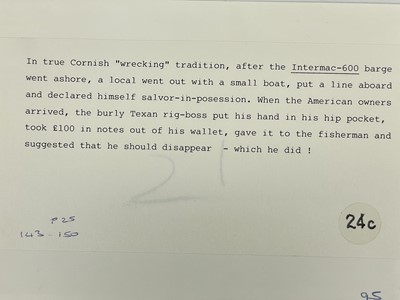 In true Cornish "wrecking" tradition, after the Intermac-600 barge
went ashore, a local went out with a small boat, put a line aboard
and declared himself salvor-in-posession. When the American owners
arrived, the burly Texan rig-boss put his hand in his hip pocket,
took £100 in notes out of his wallet, gave it to the fisherman and
suggested that he should disappear - which he did !
21
P25
143 - 150
24c
95